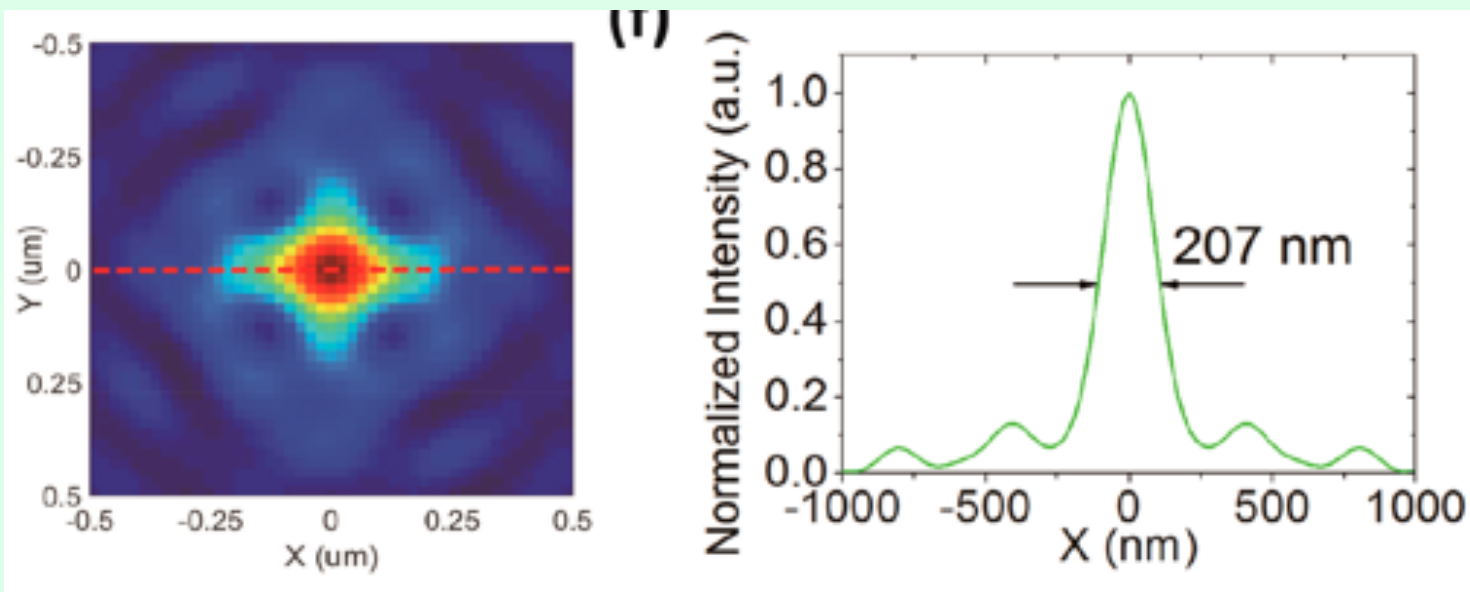 (f)
-0.5
-0.25
0
0.25
0.5
Y (um)
-0.5 -0.25 0 0.25 0.5
X (um)
Normalized Intensity (a.u.)
1.0
0.8
0.6
0.4
0.2
0.0
207 nm
-1000 -500 0 500 1000
X (nm)